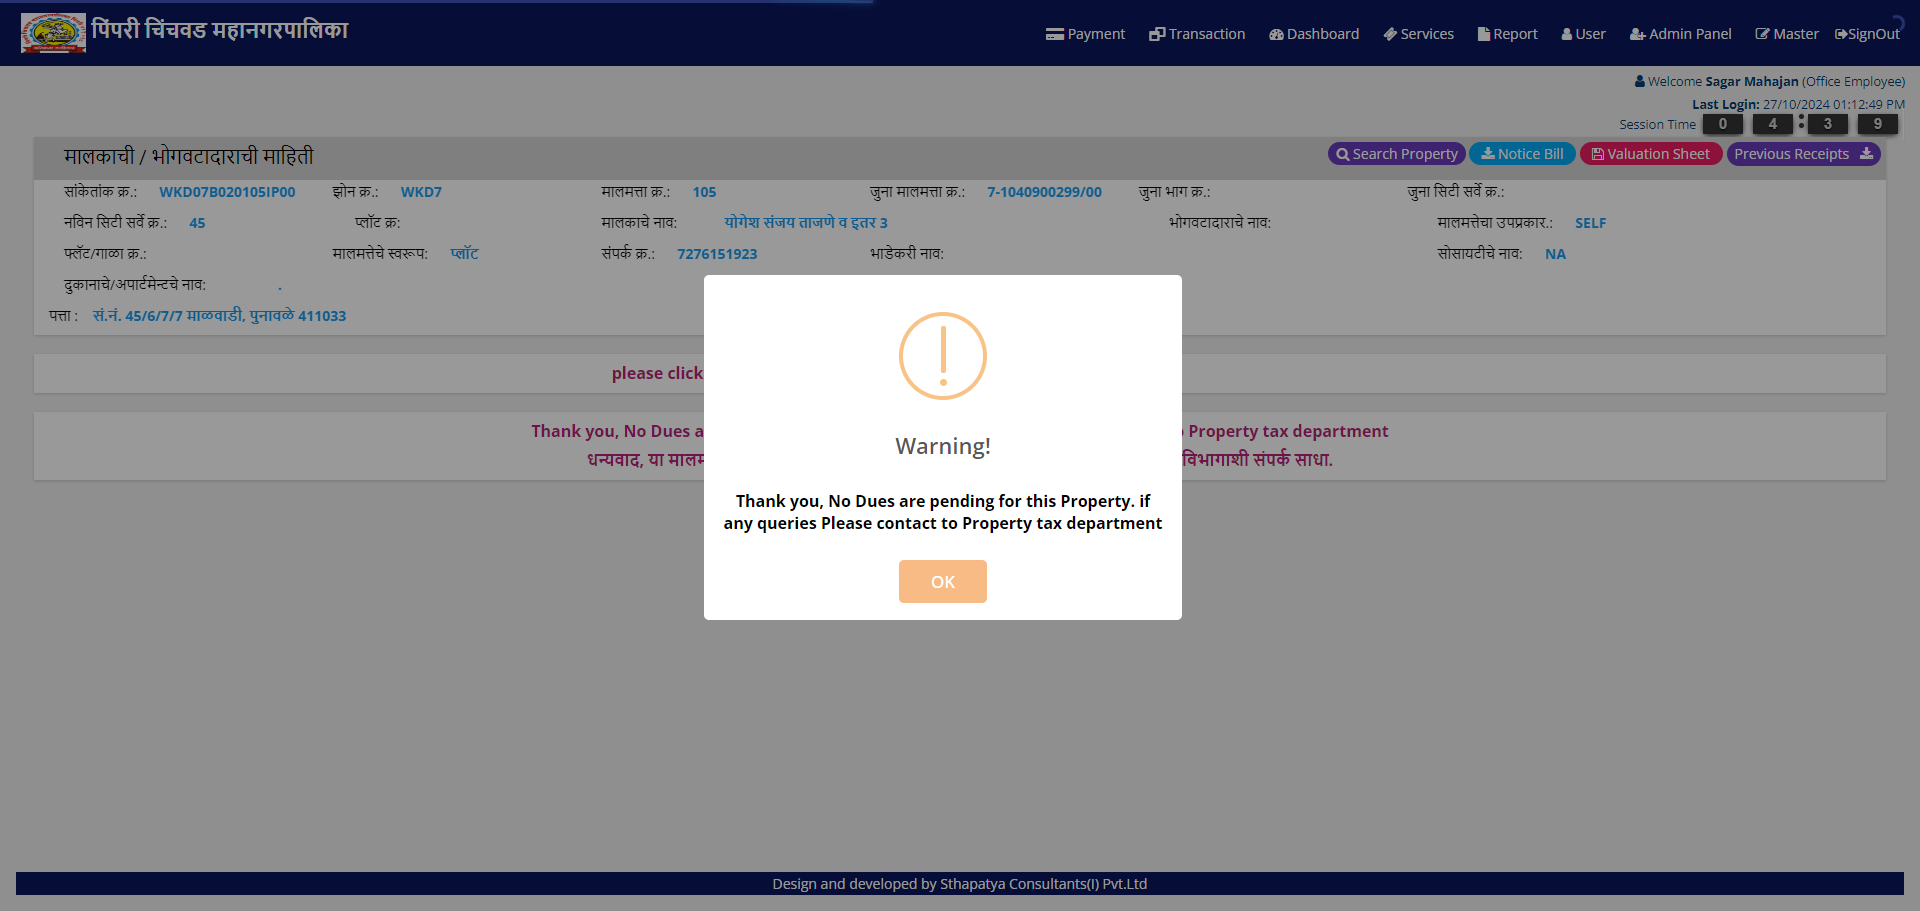 पिंपरी चिंचवड महानगरपालिका
Payment Transaction Dashboard Services Report User Admin Panel Master SignOut
Welcome Sagar Mahajan (Office Employee)
Last Login: 27/10/2024 01:12:49 PM
Session Time 0 4 : 3 9
मालकाची / भोगवटादाराची माहिती
Search Property Notice Bill Valuation Sheet Previous Receipts
सांकेतांक क्र.: WKD07B020105IP00 झोन क्र.: WKD7 मालमत्ता क्र.: 105 जुना मालमत्ता क्र.: 7-1040900299/00 जुना भाग क्र.: जुना सिटी सर्वे क्र.:
नविन सिटी सर्वे क्र.: 45 प्लॉट क्र: मालकाचे नाव: योगेश संजय ताजणे व इतर 3 भोगवटादाराचे नाव: मालमत्तेचा उपप्रकार.: SELF
फ्लॅट/गाळा क्र.: मालमत्तेचे स्वरूप: प्लॉट संपर्क क्र.: 7276151923 भाडेकरी नाव: सोसायटीचे नाव: NA
दुकानाचे/अपार्टमेन्टचे नाव: .
पत्ता : सं.नं. 45/6/7/7 माळवाडी, पुनावळे 411033
please click
Thank you, No Dues a
Property tax department
धन्यवाद, या मालम
विभागाशी संपर्क साधा.
Warning!
Thank you, No Dues are pending for this Property. if
any queries Please contact to Property tax department
OK
Design and developed by Sthapatya Consultants(I) Pvt.Ltd